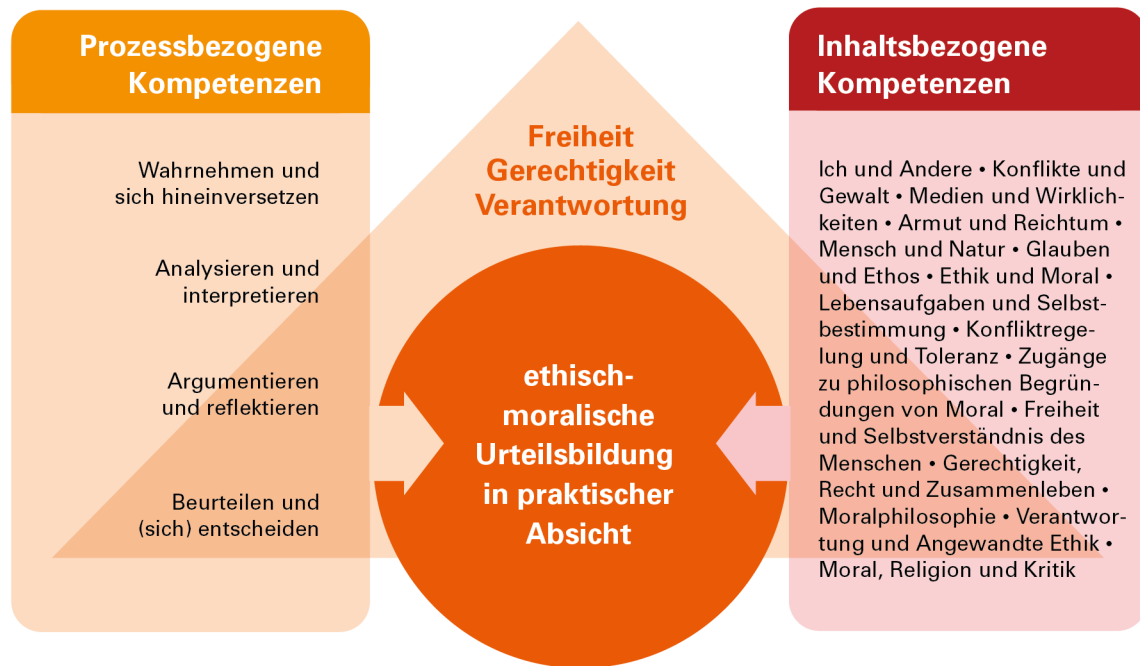 Prozessbezogene
Kompetenzen
Wahrnehmen und
sich hineinversetzen
Analysieren und
interpretieren
Argumentieren
und reflektieren
Beurteilen und
(sich) entscheiden
Freiheit
Gerechtigkeit
Verantwortung
ethisch-
moralische
Urteilsbildung
in praktischer
Absicht
Inhaltsbezogene
Kompetenzen
Ich und Andere • Konflikte und
Gewalt • Medien und Wirklich-
keiten • Armut und Reichtum •
Mensch und Natur • Glauben
und Ethos • Ethik und Moral •
Lebensaufgaben und Selbst-
bestimmung • Konfliktrege-
lung und Toleranz • Zugänge
zu philosophischen Begrün-
dungen von Moral • Freiheit
und Selbstverständnis des
Menschen • Gerechtigkeit,
Recht und Zusammenleben •
Moralphilosophie • Verantwor-
tung und Angewandte Ethik •
Moral, Religion und Kritik